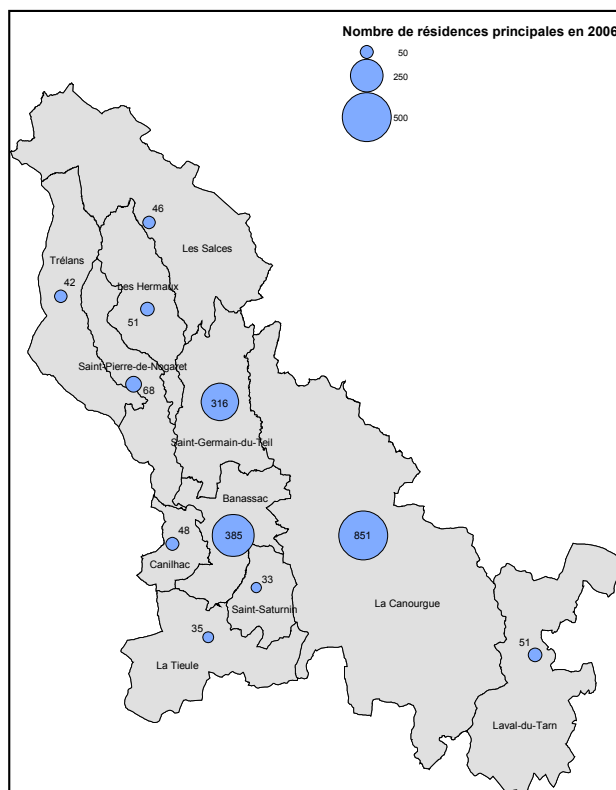 Nombre de résidences principales en 2006
50
250
500
46
Les Salces
Trélans
42
Les Hermaux
51
Saint-Pierre-de-Nogaret
68
316
Saint-Germain-du-Teil
Banassac
48
385
851
Canilhac
33
Saint-Saturnin
La Canourgue
35
51
La Tieule
Laval-du-Tarn